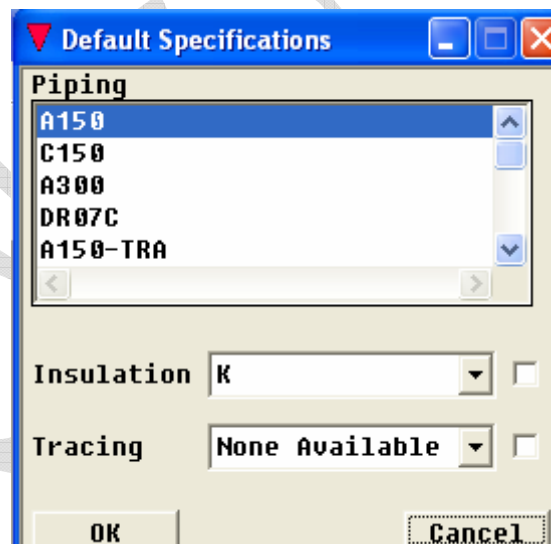 Default Specifications
Piping
A150
C150
A300
DR07C
A150-TRA
Insulation K
Tracing None Available
OK Cancel